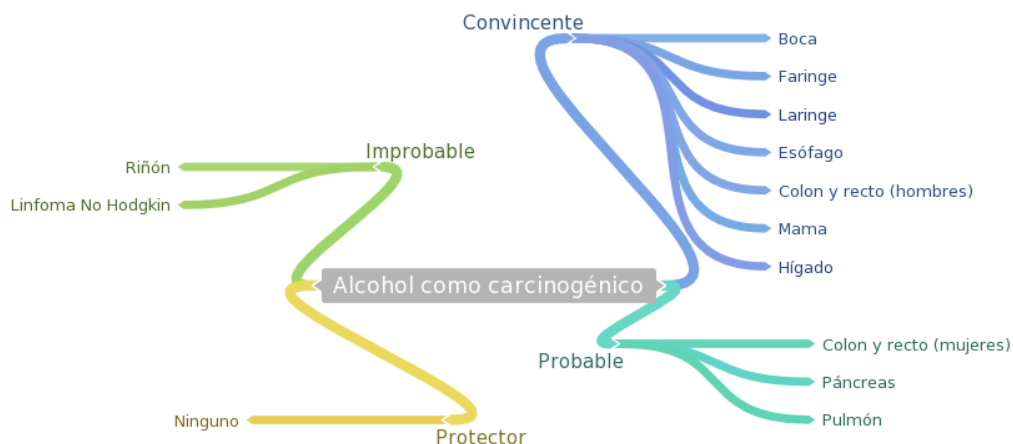 Alcohol como carcinogénico
Convincente
Boca
Faringe
Laringe
Esófago
Colon y recto (hombres)
Mama
Hígado
Probable
Colon y recto (mujeres)
Páncreas
Pulmón
Improbable
Riñón
Linfoma No Hodgkin
Protector
Ninguno